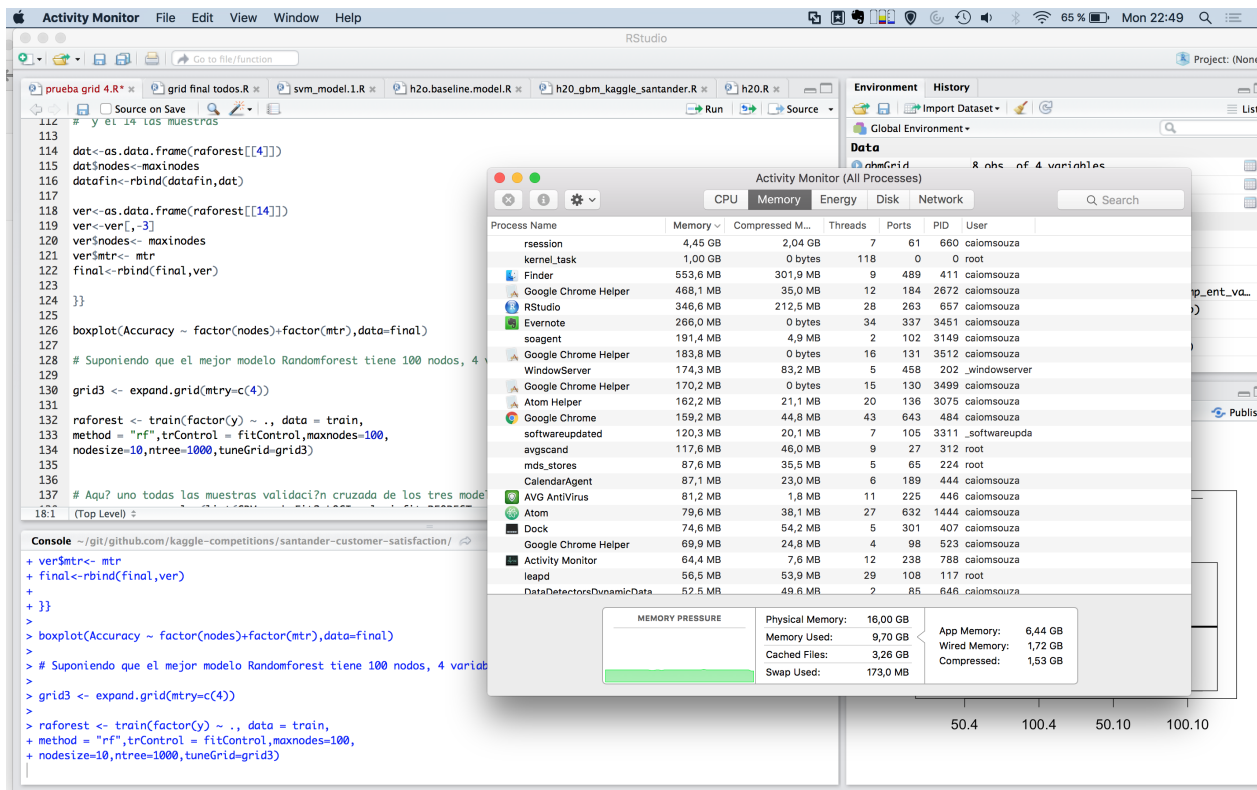 Activity Monitor File Edit View Window Help 65 % Mon 22:49
RStudio
Go to file/function Project: (None
prueba grid 4.R* × grid final todos.R × svm_model.1.R × h2o.baseline.model.R × h2o_gbm_kaggle_santander.R × h2o.R ×
Source on Save Run Source
112 # y el 14 las muestras
113
114 dat<-as.data.frame(raforest[[4]])
115 dat$nodes<-maxinodes
116 datafin<-rbind(datafin,dat)
117
118 ver<-as.data.frame(raforest[[14]])
119 ver<-ver[,-3]
120 ver$nodes<- maxinodes
121 ver$mtr<- mtr
122 final<-rbind(final,ver)
123
124 }}
125
126 boxplot(Accuracy ~ factor(nodes)+factor(mtr),data=final)
127
128 # Suponiendo que el mejor modelo Randomforest tiene 100 nodos, 4 v
129
130 grid3 <- expand.grid(mtry=c(4))
131
132 raforest <- train(factor(y) ~ ., data = train,
133 method = "rf",trControl = fitControl,maxnodes=100,
134 nodesize=10,ntree=1000,tuneGrid=grid3)
135
136
137 # Aqu? uno todas las muestras validaci?n cruzada de los tres mode
18:1 (Top Level)
Console ~/git/github.com/kaggle-competitions/santander-customer-satisfaction/
+ ver$mtr<- mtr
+ final<-rbind(final,ver)
+
+ }}
>
> boxplot(Accuracy ~ factor(nodes)+factor(mtr),data=final)
>
> # Suponiendo que el mejor modelo Randomforest tiene 100 nodos, 4 variab
>
> grid3 <- expand.grid(mtry=c(4))
>
> raforest <- train(factor(y) ~ ., data = train,
+ method = "rf",trControl = fitControl,maxnodes=100,
+ nodesize=10,ntree=1000,tuneGrid=grid3)
Environment History
Import Dataset List
Global Environment
Data
gbmGrid 8 obs. of 4 variables
mp_ent_va…
Publis
50.4 100.4 50.10 100.10
Activity Monitor (All Processes)
CPU Memory Energy Disk Network Search
Process Name Memory Compressed M... Threads Ports PID User
rsession 4,45 GB 2,04 GB 7 61 660 caiomsouza
kernel_task 1,00 GB 0 bytes 118 0 0 root
Finder 553,6 MB 301,9 MB 9 489 411 caiomsouza
Google Chrome Helper 468,1 MB 35,0 MB 12 184 2672 caiomsouza
RStudio 346,6 MB 212,5 MB 28 263 657 caiomsouza
Evernote 266,0 MB 0 bytes 34 337 3451 caiomsouza
soagent 191,4 MB 4,9 MB 2 102 3149 caiomsouza
Google Chrome Helper 183,8 MB 0 bytes 16 131 3512 caiomsouza
WindowServer 174,3 MB 83,2 MB 5 458 202 _windowserver
Google Chrome Helper 170,2 MB 0 bytes 15 130 3499 caiomsouza
Atom Helper 162,2 MB 21,1 MB 20 136 3075 caiomsouza
Google Chrome 159,2 MB 44,8 MB 43 643 484 caiomsouza
softwareupdated 120,3 MB 20,1 MB 7 105 3311 _softwareupda
avgscand 117,6 MB 46,0 MB 9 27 312 root
mds_stores 87,6 MB 35,5 MB 5 65 224 root
CalendarAgent 87,1 MB 23,0 MB 6 189 444 caiomsouza
AVG AntiVirus 81,2 MB 1,8 MB 11 225 446 caiomsouza
Atom 79,6 MB 38,1 MB 27 632 1444 caiomsouza
Dock 74,6 MB 54,2 MB 5 301 407 caiomsouza
Google Chrome Helper 69,9 MB 24,8 MB 4 98 523 caiomsouza
Activity Monitor 64,4 MB 7,6 MB 12 238 788 caiomsouza
leapd 56,5 MB 53,9 MB 29 108 117 root
DataDetectorsDynamicData 52,5 MB 49,6 MB 2 85 646 caiomsouza
MEMORY PRESSURE
Physical Memory: 16,00 GB
Memory Used: 9,70 GB
Cached Files: 3,26 GB
Swap Used: 173,0 MB
App Memory: 6,44 GB
Wired Memory: 1,72 GB
Compressed: 1,53 GB